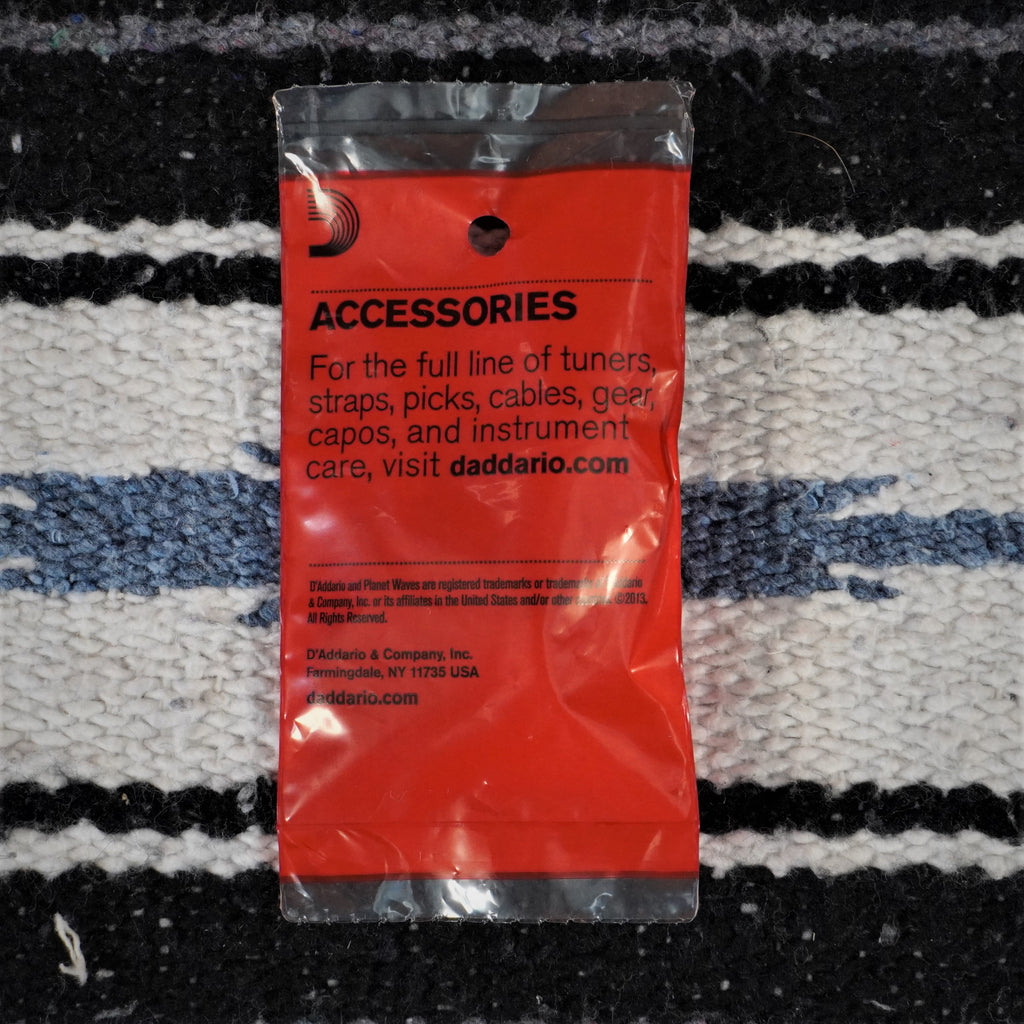 ACCESSORIES
For the full line of tuners,
straps, picks, cables, gear,
capos, and instrument
care, visit daddario.com
D'Addario and Planet Waves are registered trademarks or
& Company, Inc. or its affiliates in the United States and/or other ©2013.
All Rights Reserved.
D'Addario & Company, Inc.
Farmingdale, NY 11735 USA
daddario.com